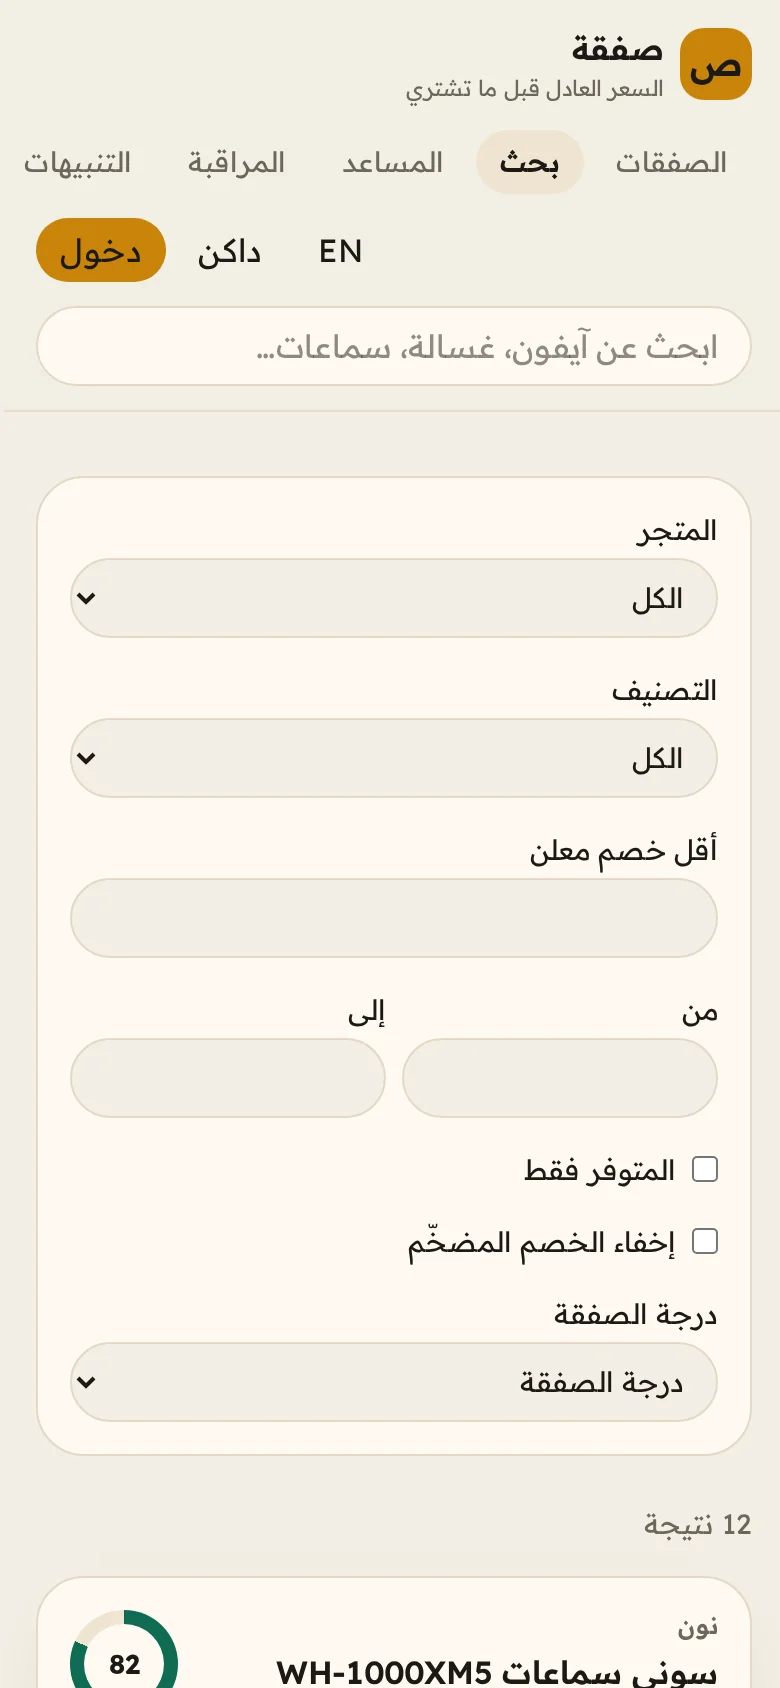 ص
صفقة
السعر العادل قبل ما تشتري
الصفقات بحث المساعد المراقبة التنبيهات
EN داكن دخول
ابحث عن آيفون، غسالة، سماعات...
المتجر
الكل
التصنيف
الكل
أقل خصم معلن
من إلى
المتوفر فقط
إخفاء الخصم المضخّم
درجة الصفقة
درجة الصفقة
12 نتيجة
نون
82
سوني سماعات WH-1000XM5